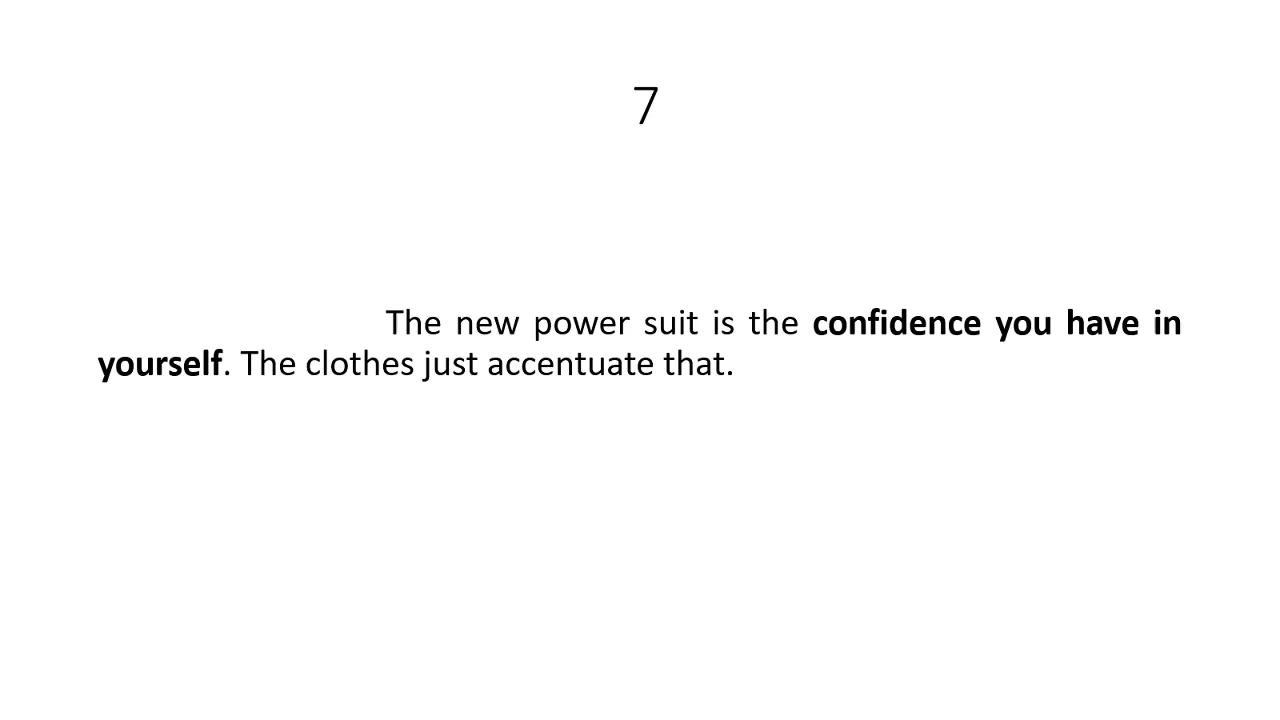 7
The new power suit is the confidence you have in
yourself. The clothes just accentuate that.